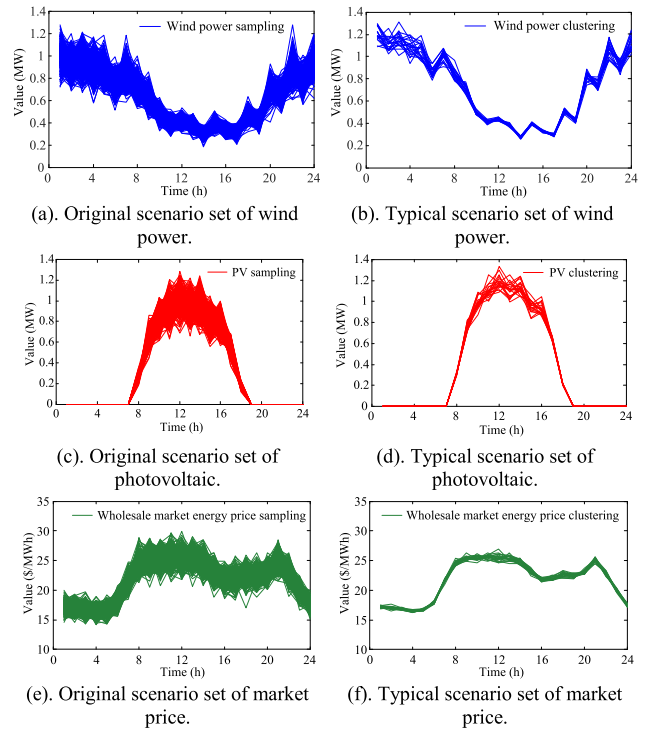 1.4
1.2
1
0.8
0.6
0.4
0.2
0
Value (MW)
Wind power sampling
0 4 8 12 16 20 24
Time (h)
(a). Original scenario set of wind
power.
1.4
1.2
1
0.8
0.6
0.4
0.2
0
Value (MW)
Wind power clustering
0 4 8 12 16 20 24
Time (h)
(b). Typical scenario set of wind
power.
1.4
1.2
1
0.8
0.6
0.4
0.2
0
Value (MW)
PV sampling
0 4 8 12 16 20 24
Time (h)
(c). Original scenario set of
photovoltaic.
1.4
1.2
1
0.8
0.6
0.4
0.2
0
Value (MW)
PV clustering
0 4 8 12 16 20 24
Time (h)
(d). Typical scenario set of
photovoltaic.
35
30
25
20
15
10
Value ($/MWh)
Wholesale market energy price sampling
0 4 8 12 16 20 24
Time (h)
(e). Original scenario set of market
price.
35
30
25
20
15
10
Value ($/MWh)
Wholesale market energy price clustering
0 4 8 12 16 20 24
Time (h)
(f). Typical scenario set of market
price.